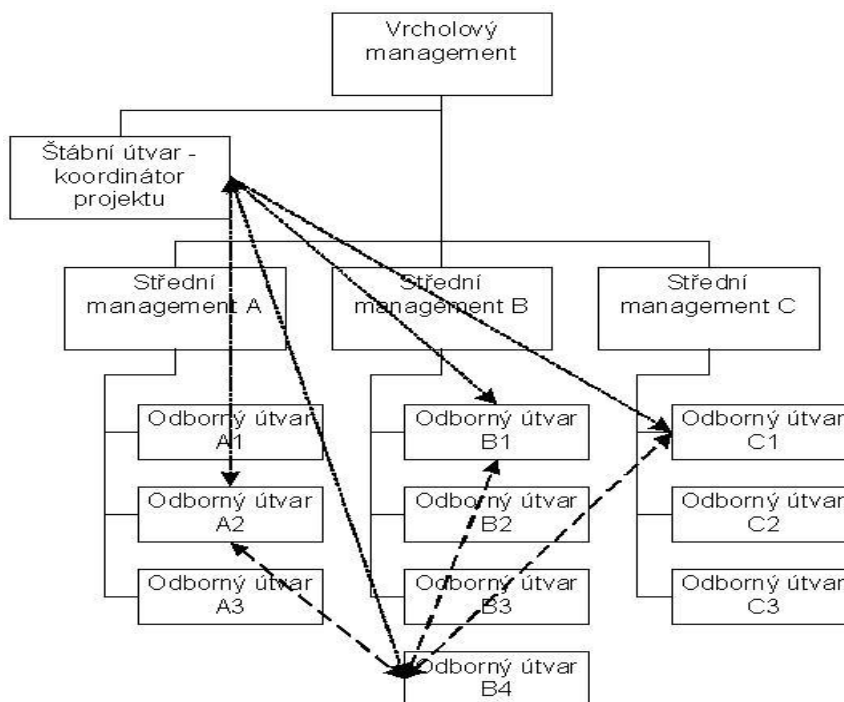 Vrcholový
management
Štábní útvar -
koordinátor
projektu
Střední
management A
Střední
management B
Střední
management C
Odborný útvar
A1
Odborný útvar
B1
Odborný útvar
C1
Odborný útvar
A2
Odborný útvar
B2
Odborný útvar
C2
Odborný útvar
A3
Odborný útvar
B3
Odborný útvar
C3
Odborný útvar
B4